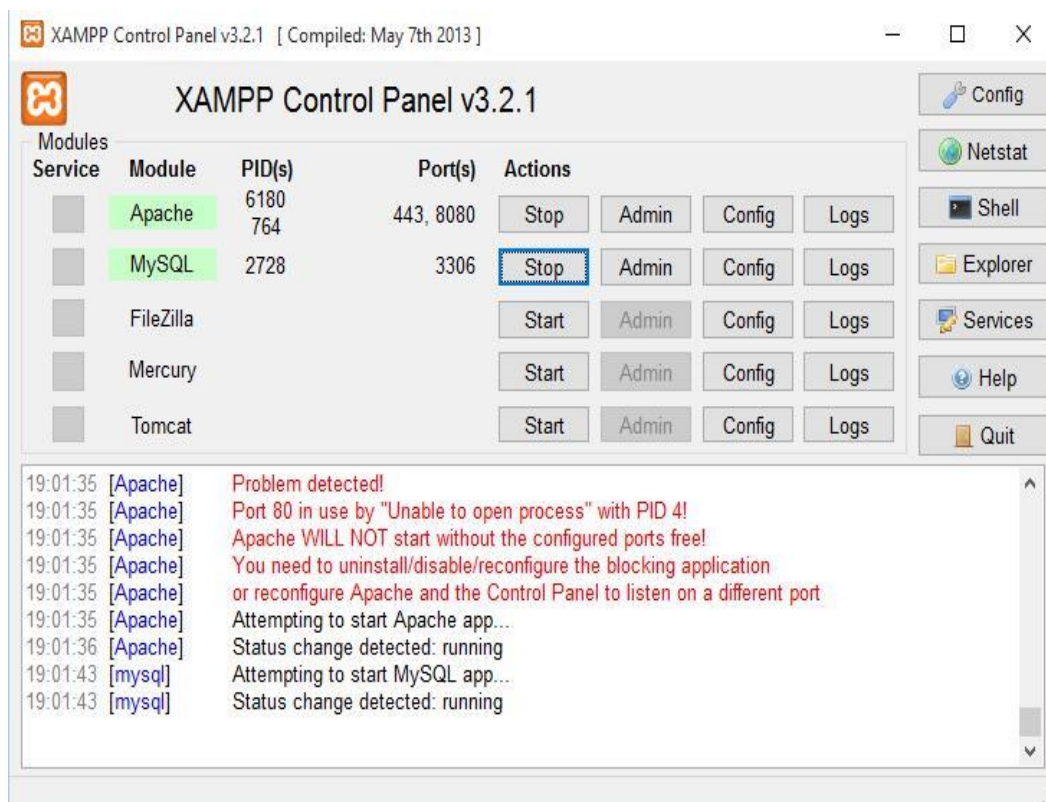 XAMPP Control Panel v3.2.1 [ Compiled: May 7th 2013 ]
XAMPP Control Panel v3.2.1
Config
Modules
Service Module PID(s) Port(s) Actions
Netstat
Apache 6180 764 443, 8080 Stop Admin Config Logs
Shell
MySQL 2728 3306 Stop Admin Config Logs
Explorer
FileZilla Start Admin Config Logs
Services
Mercury Start Admin Config Logs
Help
Tomcat Start Admin Config Logs
Quit
19:01:35 [Apache] Problem detected!
19:01:35 [Apache] Port 80 in use by "Unable to open process" with PID 4!
19:01:35 [Apache] Apache WILL NOT start without the configured ports free!
19:01:35 [Apache] You need to uninstall/disable/reconfigure the blocking application
19:01:35 [Apache] or reconfigure Apache and the Control Panel to listen on a different port
19:01:35 [Apache] Attempting to start Apache app...
19:01:36 [Apache] Status change detected: running
19:01:43 [mysql] Attempting to start MySQL app...
19:01:43 [mysql] Status change detected: running